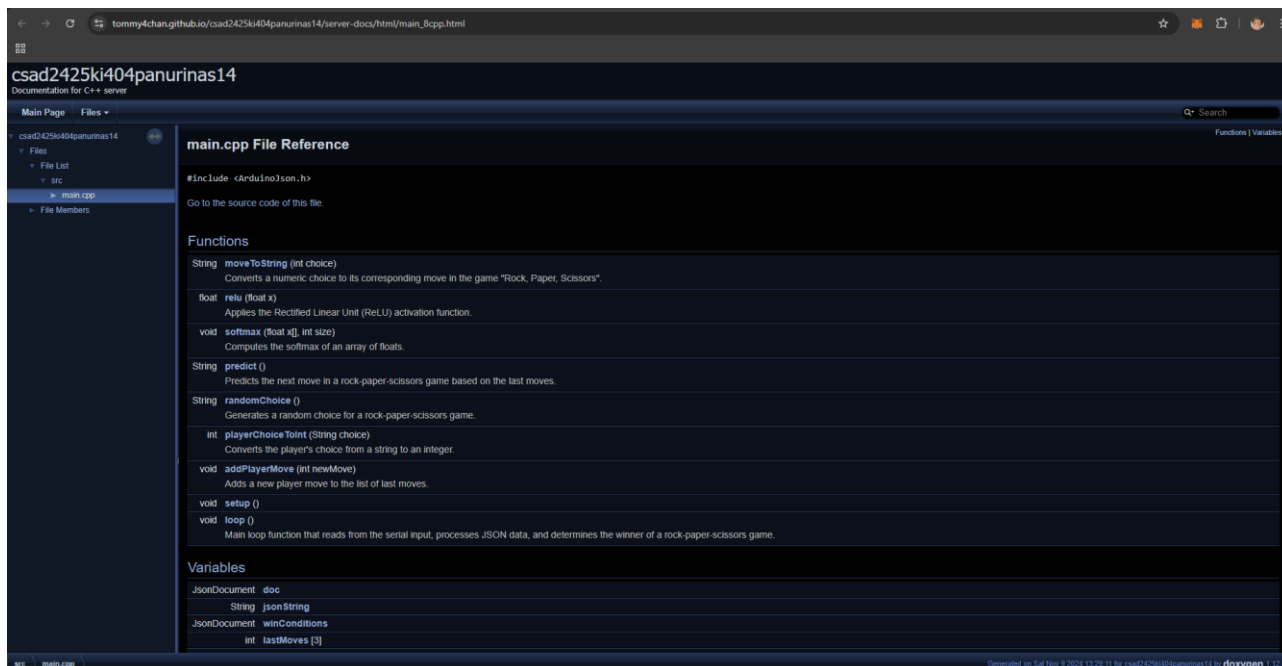 tommy4chan.github.io/csad2425ki404panurinas14/server-docs/html/main_8cpp.html
csad2425ki404panurinas14
Documentation for C++ server
Main Page Files
Search
csad2425ki404panurinas14
Files
File List
src
main.cpp
File Members
Functions | Variables
main.cpp File Reference
#include <ArduinoJson.h>
Go to the source code of this file.
Functions
String moveToString (int choice)
Converts a numeric choice to its corresponding move in the game "Rock, Paper, Scissors".
float relu (float x)
Applies the Rectified Linear Unit (ReLU) activation function.
void softmax (float x[], int size)
Computes the softmax of an array of floats.
String predict ()
Predicts the next move in a rock-paper-scissors game based on the last moves.
String randomChoice ()
Generates a random choice for a rock-paper-scissors game.
int playerChoiceToInt (String choice)
Converts the player's choice from a string to an integer.
void addPlayerMove (int newMove)
Adds a new player move to the list of last moves.
void setup ()
void loop ()
Main loop function that reads from the serial input, processes JSON data, and determines the winner of a rock-paper-scissors game.
Variables
JsonDocument doc
String jsonString
JsonDocument winConditions
int lastMoves [3]
src main.cpp
Generated on Sat Nov 9 2024 13:29:11 for csad2425ki404panurinas14 by doxygen